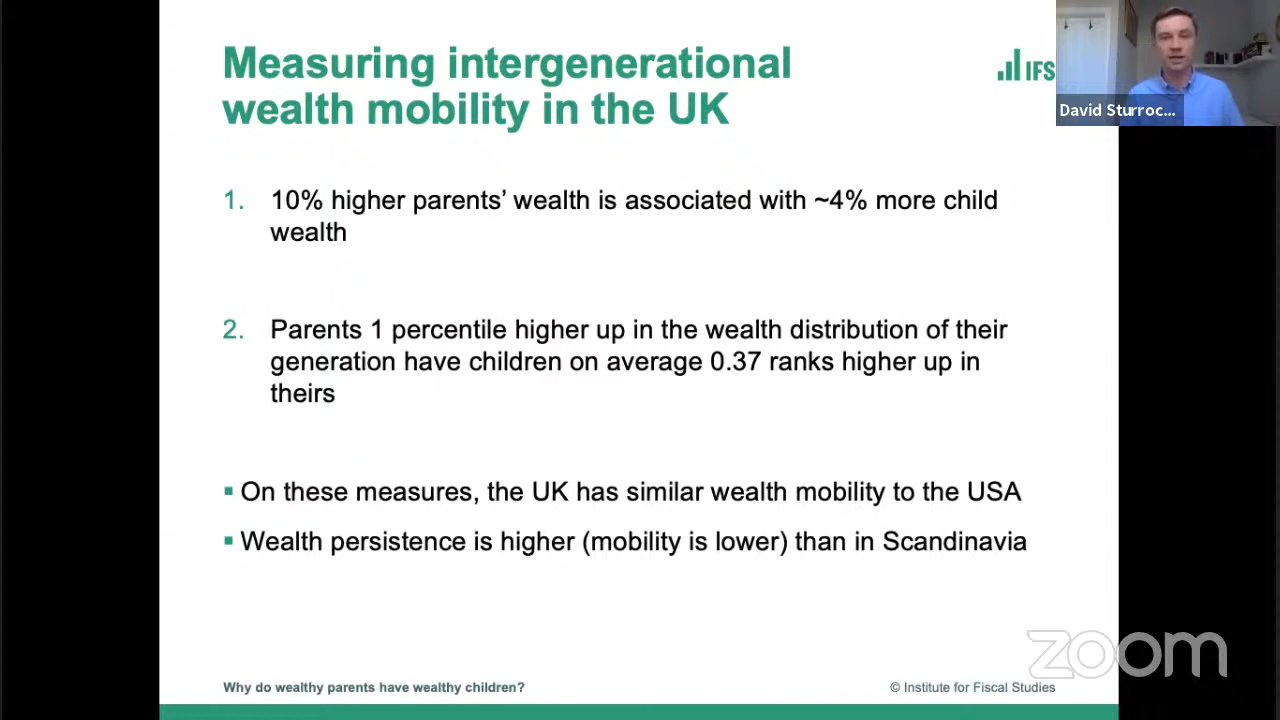 Measuring intergenerational
wealth mobility in the UK
IFS
David Sturroc...
1. 10% higher parents’ wealth is associated with ~4% more child
wealth
2. Parents 1 percentile higher up in the wealth distribution of their
generation have children on average 0.37 ranks higher up in
theirs
▪ On these measures, the UK has similar wealth mobility to the USA
▪ Wealth persistence is higher (mobility is lower) than in Scandinavia
zoom
Why do wealthy parents have wealthy children?
© Institute for Fiscal Studies